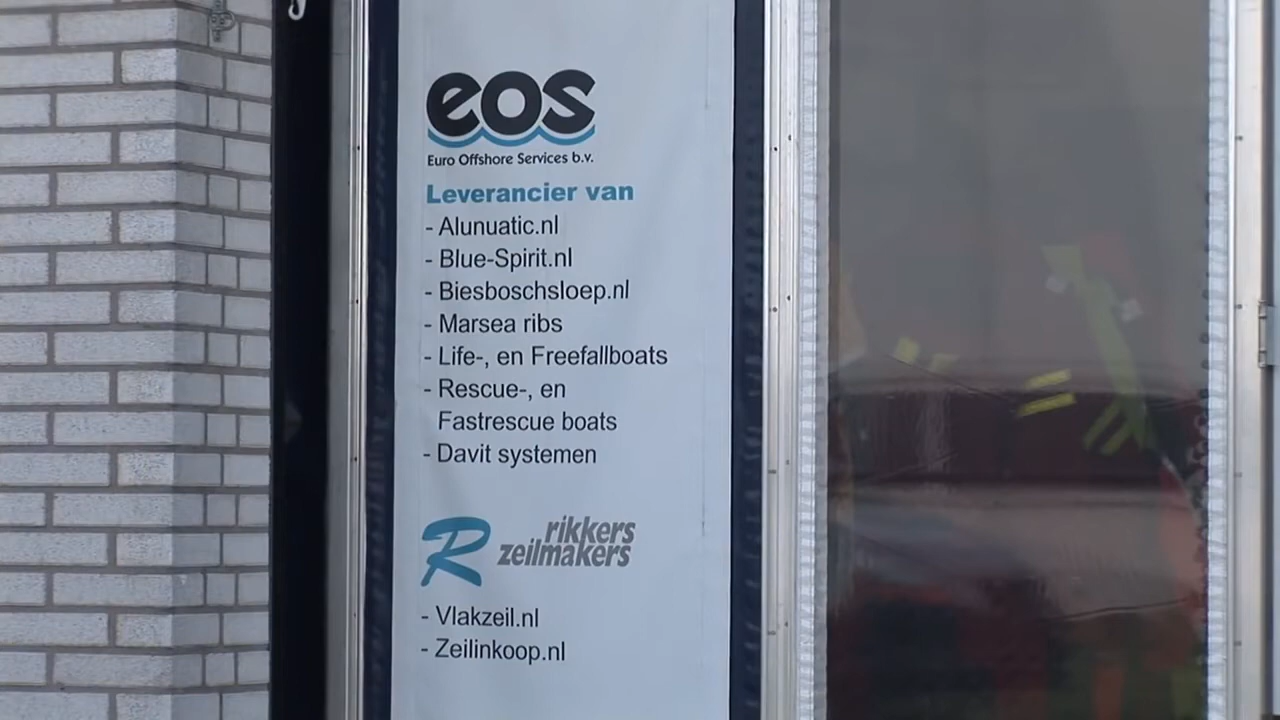 eos
Euro Offshore Services b.v.
Leverancier van
- Alunuatic.nl
- Blue-Spirit.nl
- Biesboschsloep.nl
- Marsea ribs
- Life-, en Freefallboats
- Rescue-, en
Fastrescue boats
- Davit systemen
R rikkers
zeilmakers
- Vlakzeil.nl
- Zeilinkoop.nl